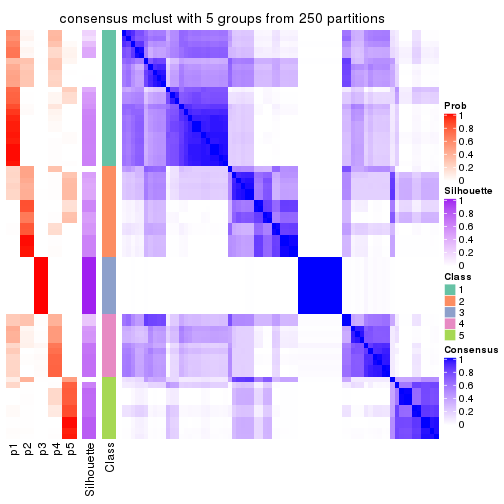 consensus mclust with 5 groups from 250 partitions
Prob
1
0.8
0.6
0.4
0.2
0
Silhouette
1
0.8
0.6
0.4
0.2
0
Class
1
2
3
4
5
Consensus
1
0.8
0.6
0.4
0.2
0
p1
p2
p3
p4
p5
Silhouette
Class